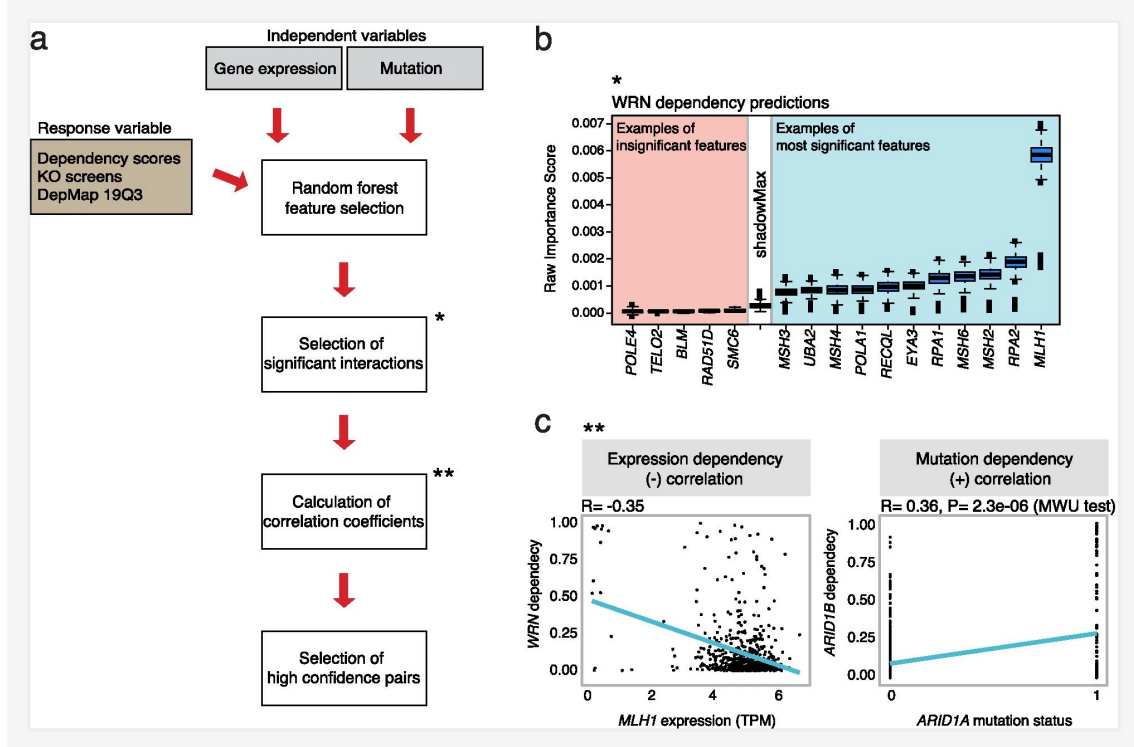 a
Independent variables
Gene expression
Mutation
Response variable
Dependency scores
KO screens
DepMap 19Q3
Random forest
feature selection
Selection of
significant interactions
*
Calculation of
correlation coefficients
**
Selection of
high confidence pairs
b
*
WRN dependency predictions
Raw Importance Score
0.007
0.006
0.005
0.004
0.003
0.002
0.001
0.000
Examples of
insignificant features
shadowMax
Examples of
most significant features
POLE4
TELO2
BLM
RAD51D
SMC6
MSH3
UBA2
MSH4
POLA1
RECQL
EYA3
RPA1
MSH6
MSH2
RPA2
MLH1
c
**
Expression dependency
(-) correlation
R= -0.35
WRN dependecy
1.00
0.75
0.50
0.25
0.00
0 2 4 6
MLH1 expression (TPM)
Mutation dependency
(+) correlation
R= 0.36, P= 2.3e-06 (MWU test)
ARID1B dependecy
1.00
0.75
0.50
0.25
0.00
0 1
ARID1A mutation status